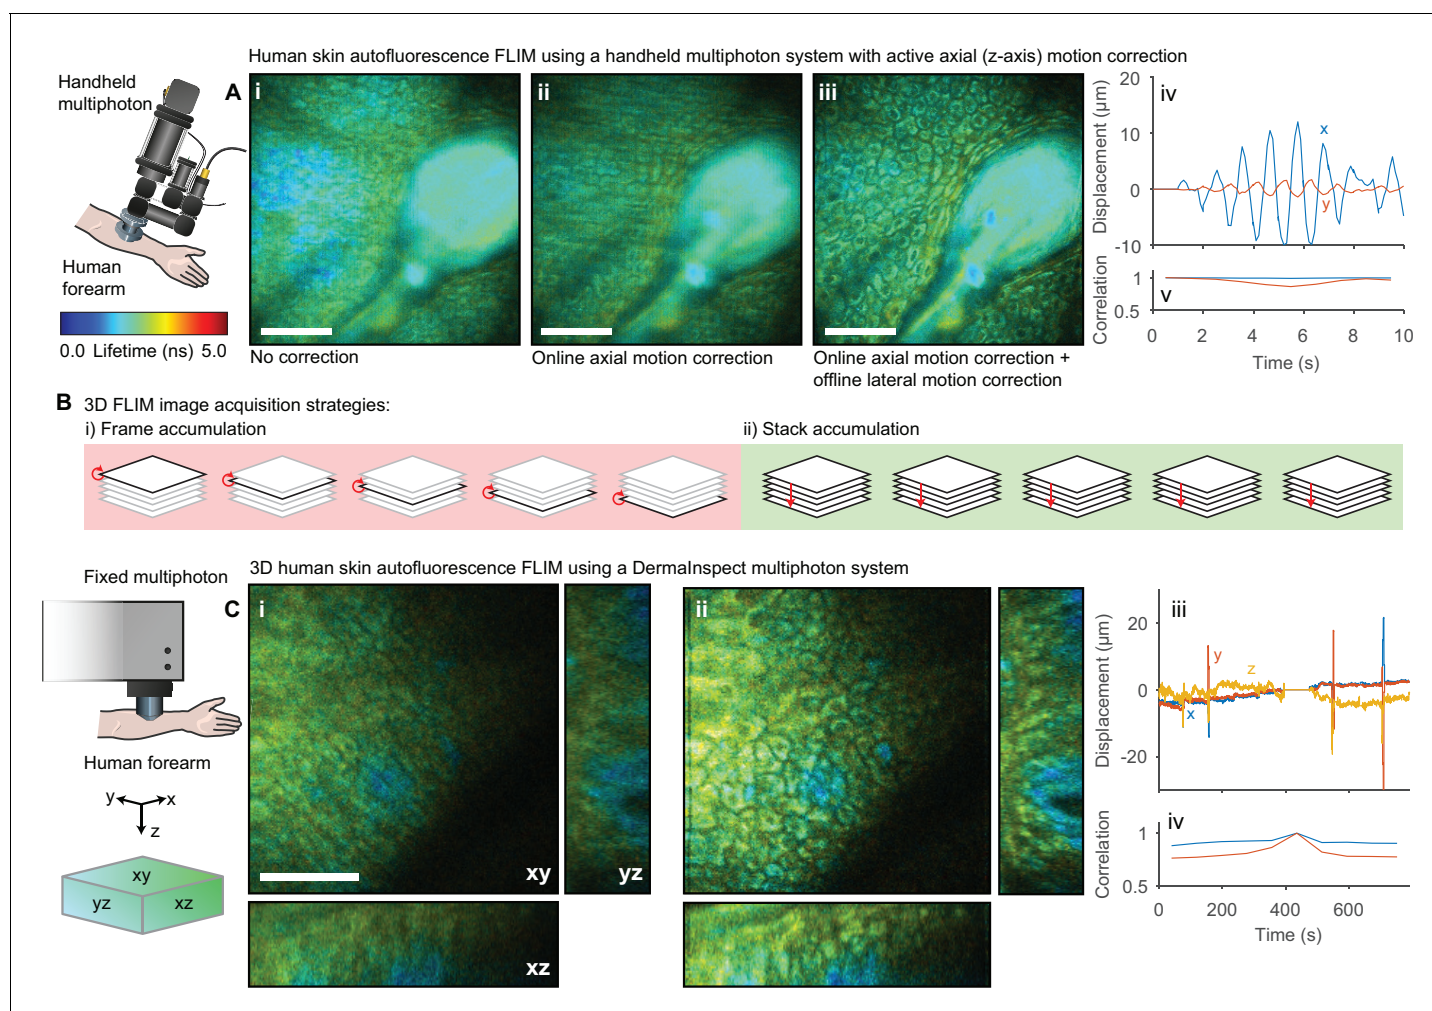 Human skin autofluorescence FLIM using a handheld multiphoton system with active axial (z-axis) motion correction
Handheld
multiphoton
Human
forearm
0.0 Lifetime (ns) 5.0
A
i
No correction
ii
Online axial motion correction
iii
Online axial motion correction +
offline lateral motion correction
iv
Displacement (µm)
20
10
0
-10
x
y
v
Correlation
1
0.5
0 2 4 6 8 10
Time (s)
B 3D FLIM image acquisition strategies:
i) Frame accumulation
ii) Stack accumulation
3D human skin autofluorescence FLIM using a DermaInspect multiphoton system
Fixed multiphoton
Human forearm
y x
z
xy
yz xz
C
i
xy
yz
xz
ii
iii
Displacement (µm)
20
0
-20
y
z
x
iv
Correlation
1
0.5
0 200 400 600
Time (s)